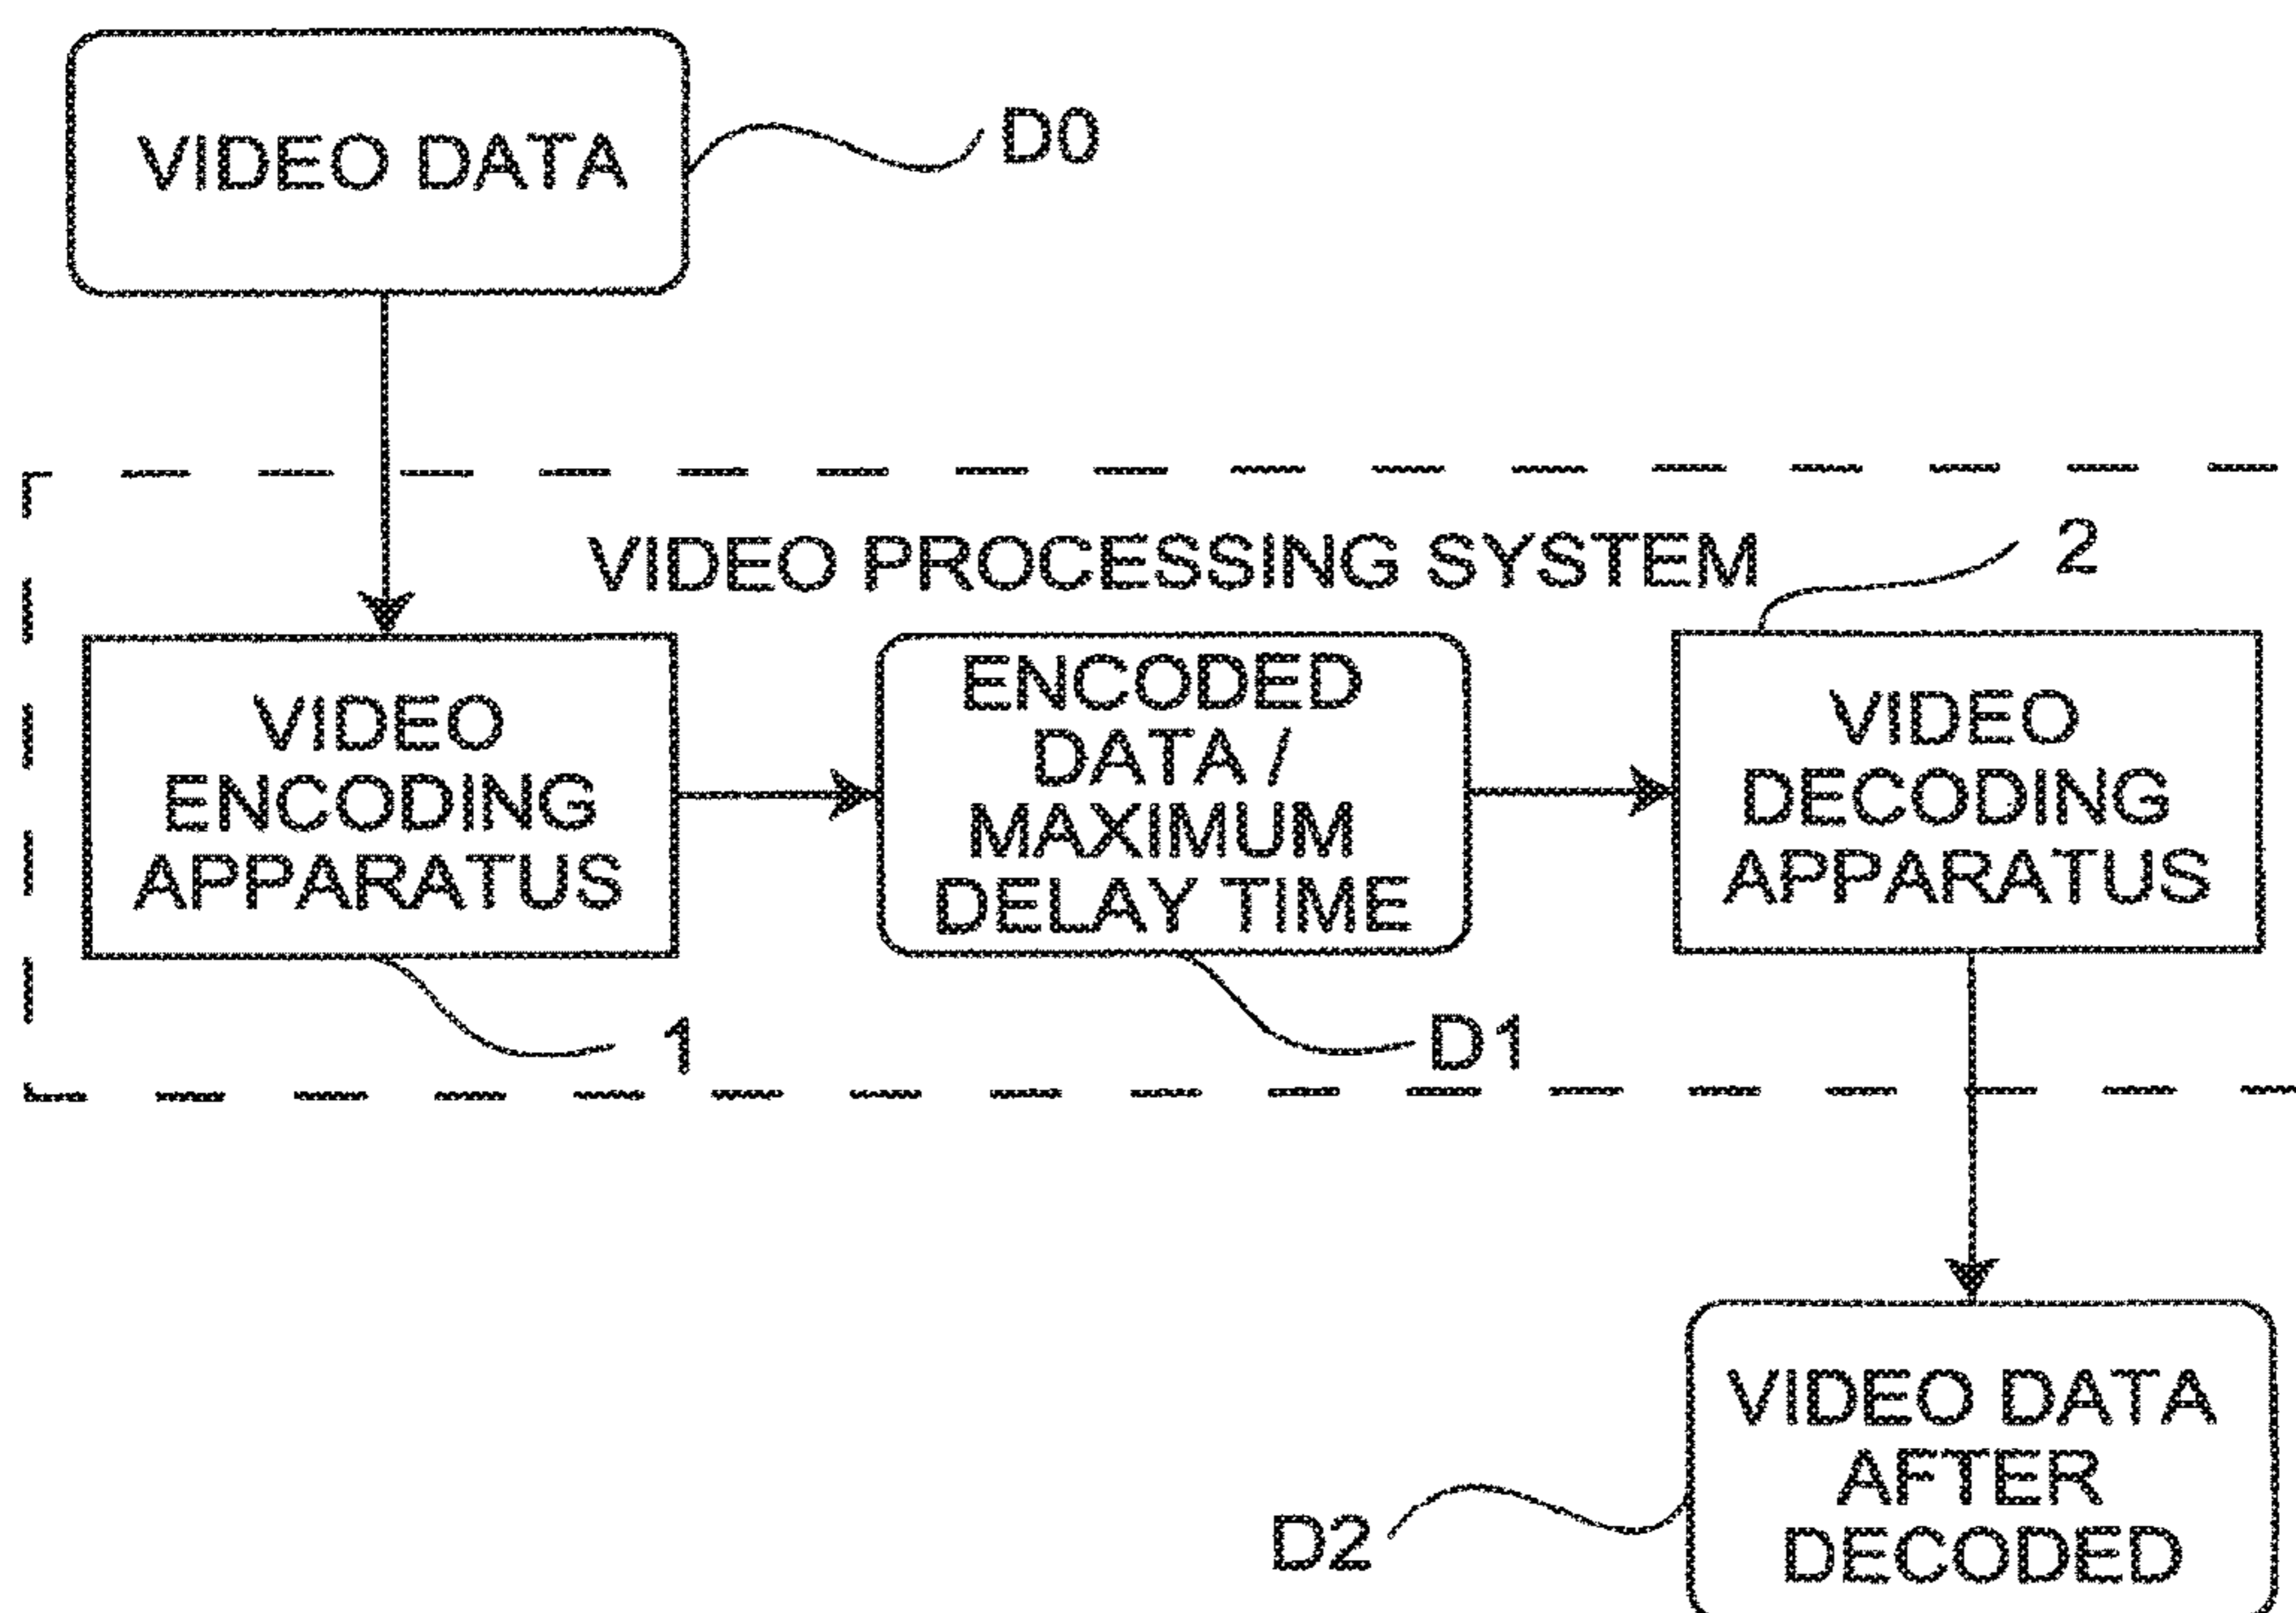 VIDEO DATA
D0
VIDEO PROCESSING SYSTEM
2
VIDEO
ENCODING
APPARATUS
1
ENCODED
DATA /
MAXIMUM
DELAY TIME
D1
VIDEO
DECODING
APPARATUS
VIDEO DATA
AFTER
DECODED
D2